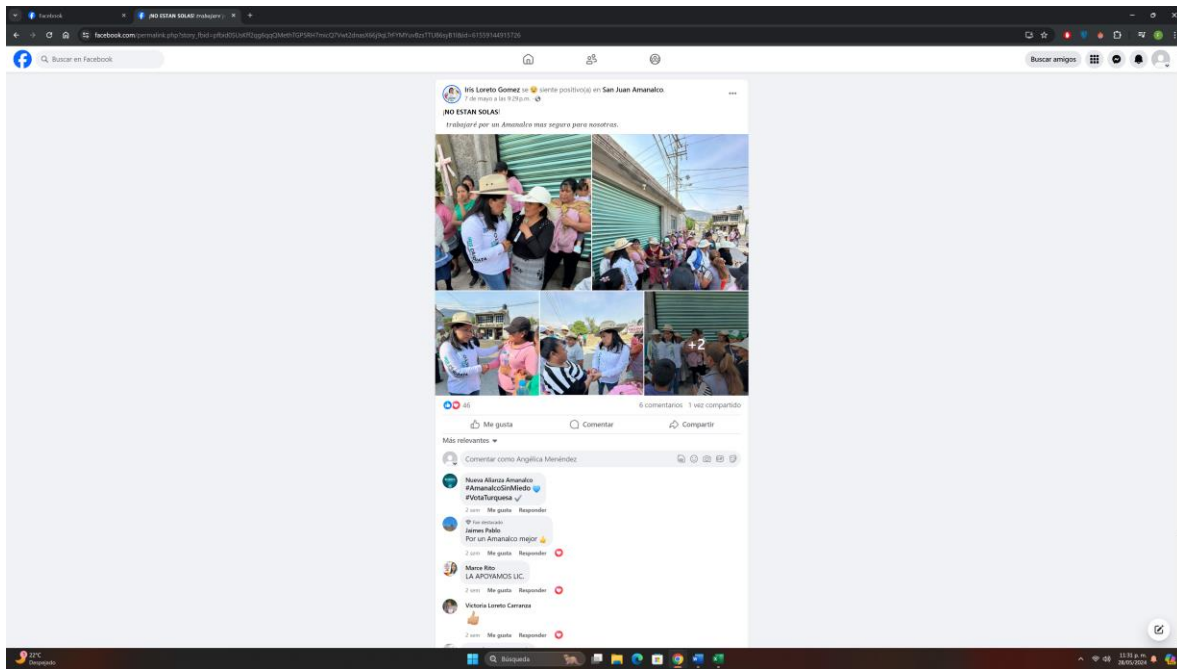 Facebook
¡NO ESTAN SOLAS! trabajaré p
Buscar en Facebook
Buscar amigos
Iris Loreto Gomez se siente positivo(a) en San Juan Amanalco.
7 de mayo a las 9:29 p.m.
¡NO ESTAN SOLAS!
trabajaré por un Amanalco mas seguro para nosotras.
+2
46
6 comentarios 1 vez compartido
Me gusta Comentar Compartir
Más relevantes
Comentar como Angélica Menéndez
Nueva Alianza Amanalco
#AmanalcoSinMiedo
#VotaTurquesa
2 sem Me gusta Responder
Fan destacado
Jaimes Pablo
Por un Amanalco mejor
2 sem Me gusta Responder
Marce Rito
LA APOYAMOS LIC.
2 sem Me gusta Responder
Victoria Loreto Carranza
2 sem Me gusta Responder
22°C
Despejado
Búsqueda
11:31 p. m.
28/05/2024